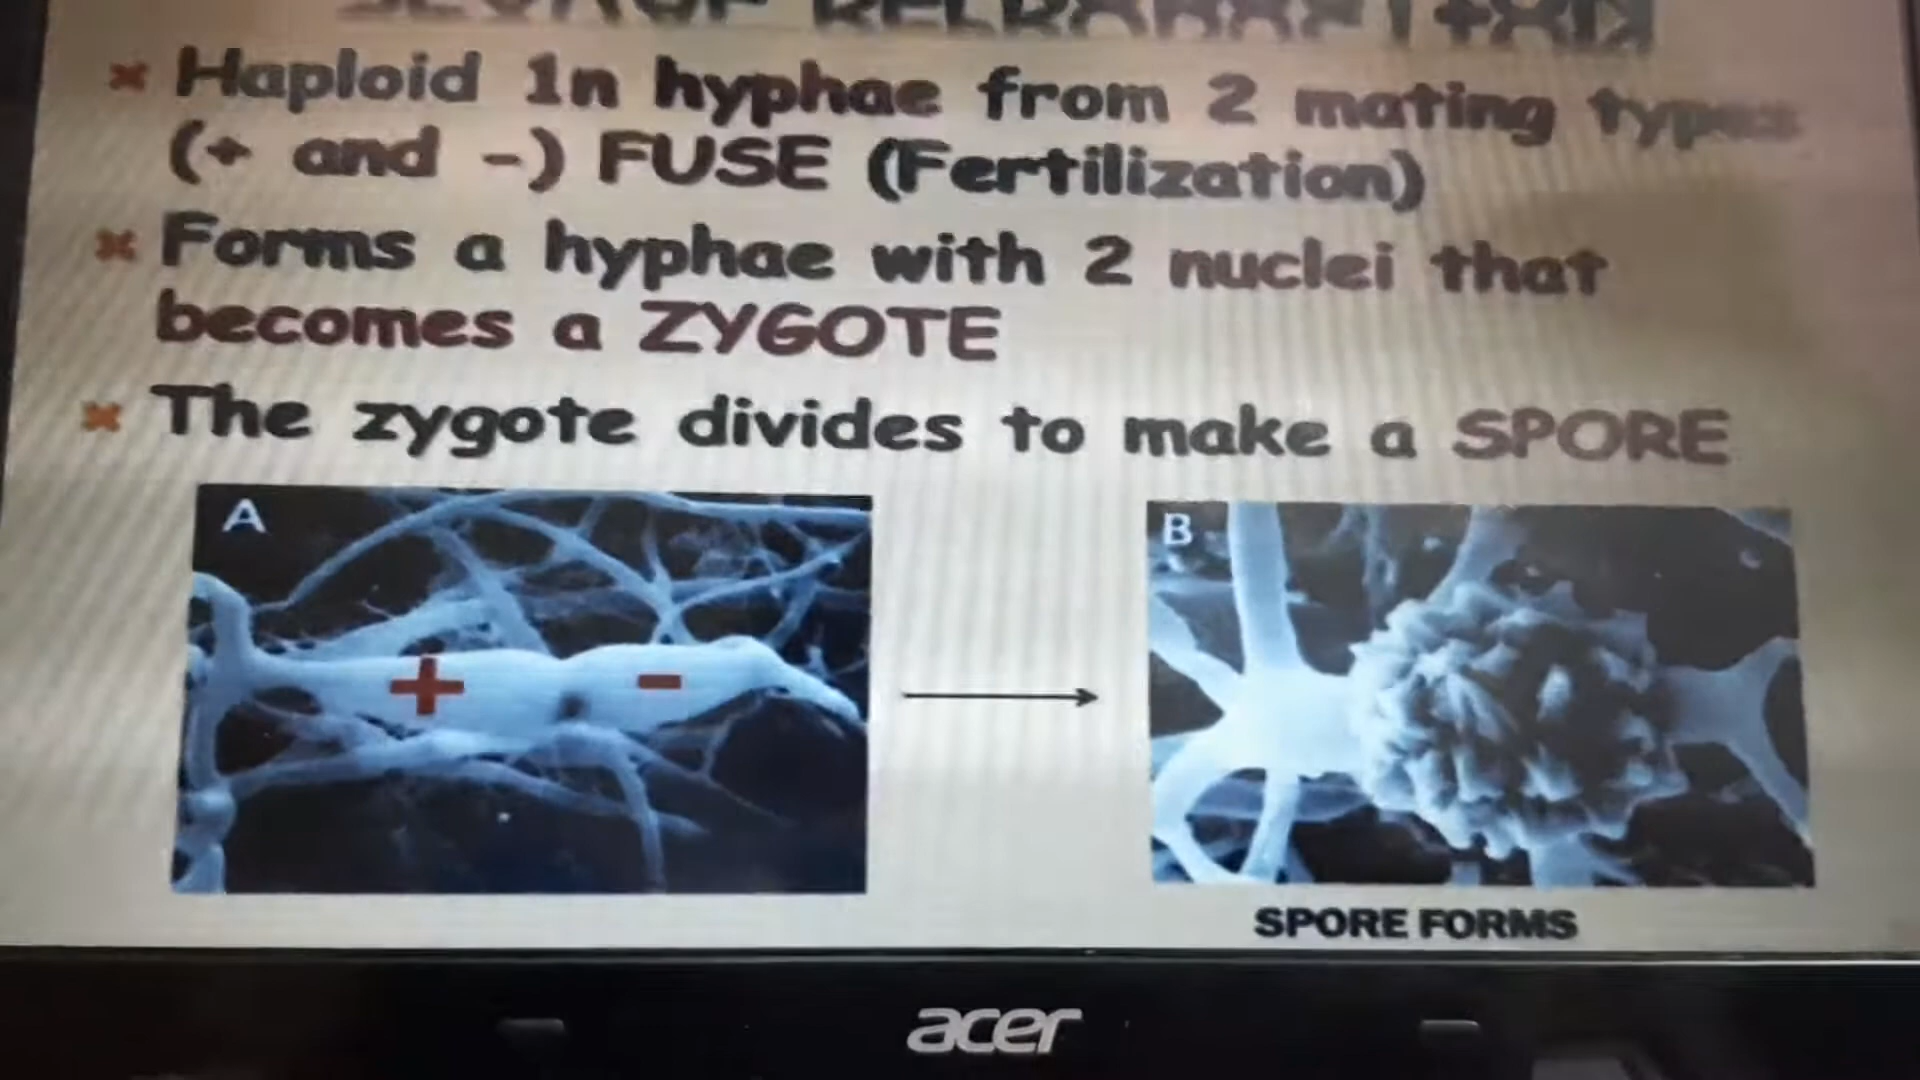 Haploid 1n hyphae from 2 mating types
(+ and -) FUSE (Fertilization)
Forms a hyphae with 2 nuclei that
becomes a ZYGOTE
The zygote divides to make a SPORE
A
B
+
-
SPORE FORMS
acer